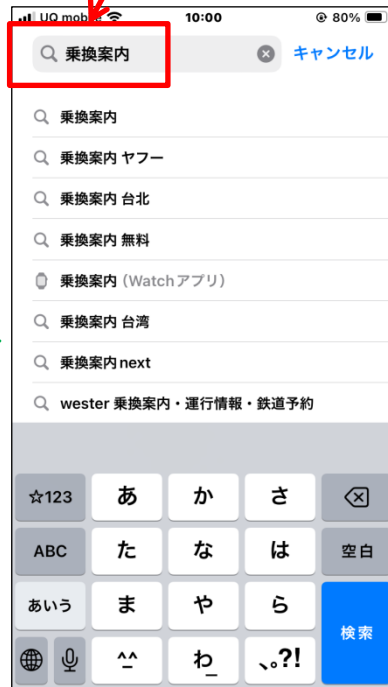 UQ mobile 10:00 80%
乗換案内 キャンセル
乗換案内
乗換案内 ヤフー
乗換案内 台北
乗換案内 無料
乗換案内 (Watchアプリ)
乗換案内 台湾
乗換案内 next
wester 乗換案内・運行情報・鉄道予約
☆123 あ か さ
ABC た な は 空白
あいう ま や ら 検索
^^ わ_ 、。?!